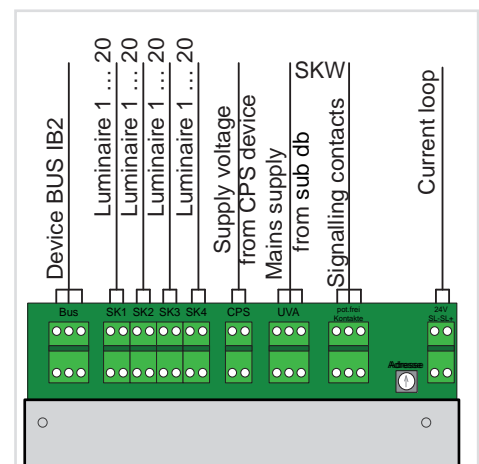 Device BUS IB2
Luminaire 1 ... 20
Luminaire 1 ... 20
Luminaire 1 ... 20
Luminaire 1 ... 20
Supply voltage
from CPS device
Mains supply
from sub db
SKW
Signalling contacts
Current loop
Bus
SK1
SK2
SK3
SK4
CPS
UVA
pot.frei
Kontakte
24V
SL-SL+
Adresse